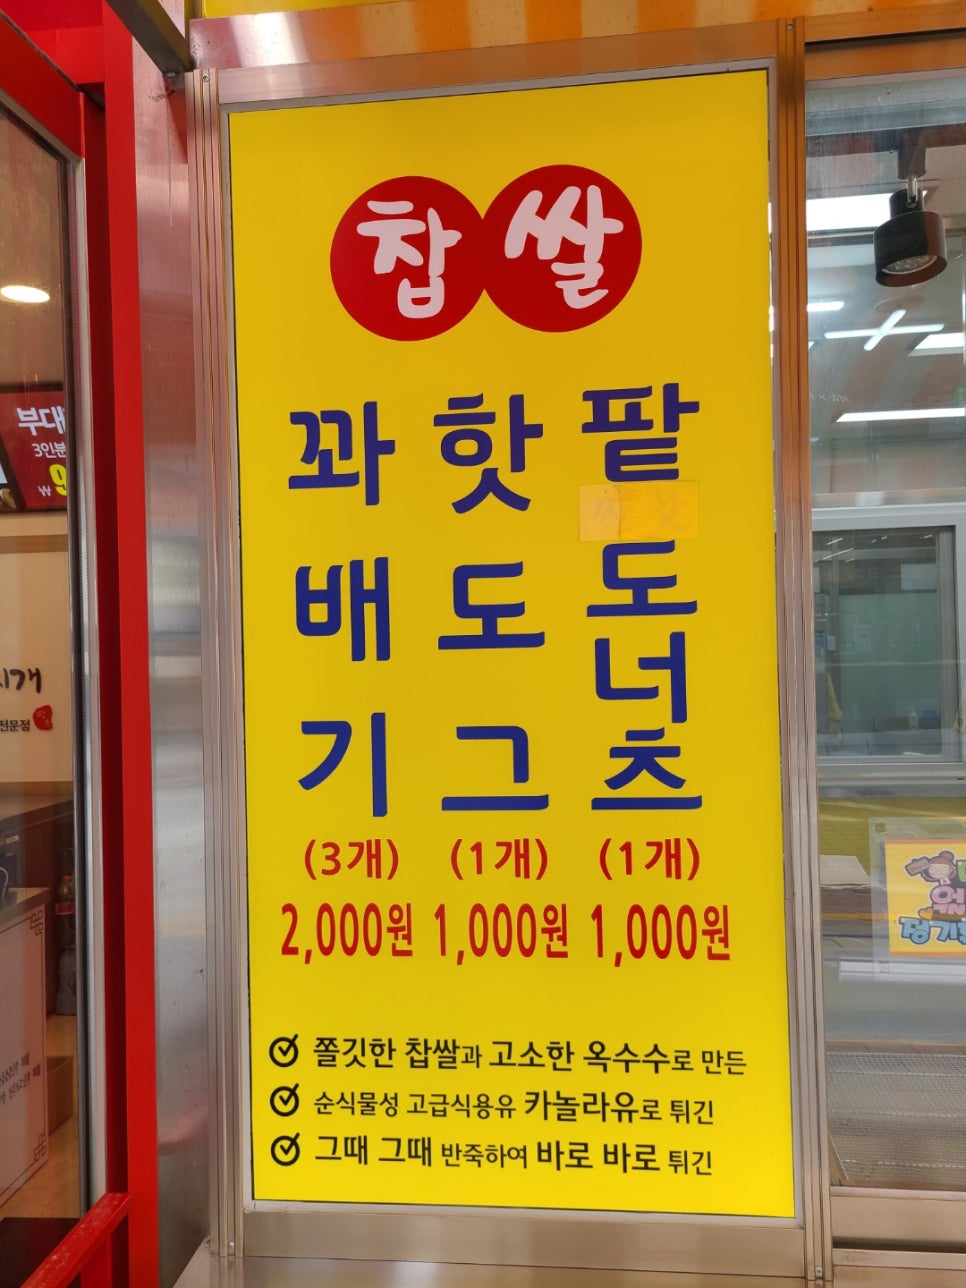 찹쌀
꽈배기
핫도그
팥도너츠
(3개) (1개) (1개)
2,000원 1,000원 1,000원
쫄깃한 찹쌀과 고소한 옥수수로 만든
순식물성 고급식용유 카놀라유로 튀긴
그때 그때 반죽하여 바로 바로 튀긴
부대
3인분
₩ 9
전문점